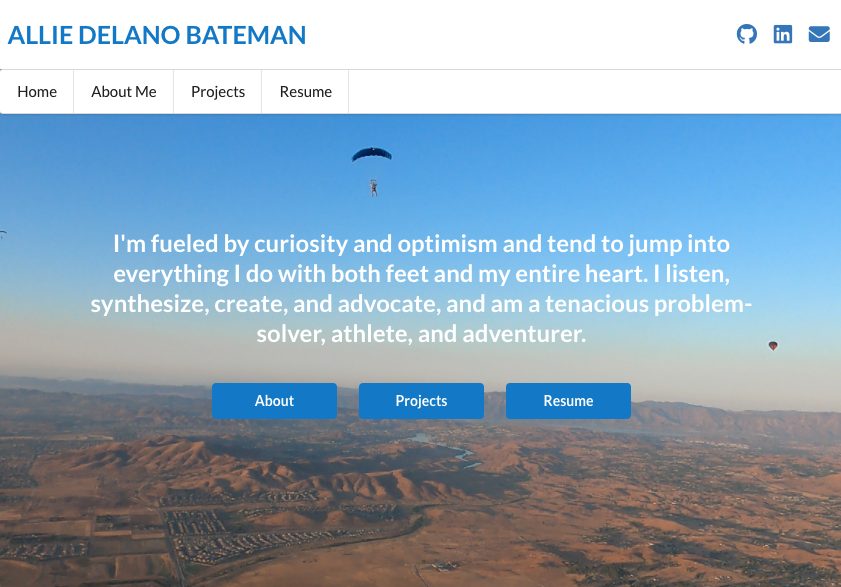 ALLIE DELANO BATEMAN
Home About Me Projects Resume
I'm fueled by curiosity and optimism and tend to jump into
everything I do with both feet and my entire heart. I listen,
synthesize, create, and advocate, and am a tenacious problem-
solver, athlete, and adventurer.
About Projects Resume